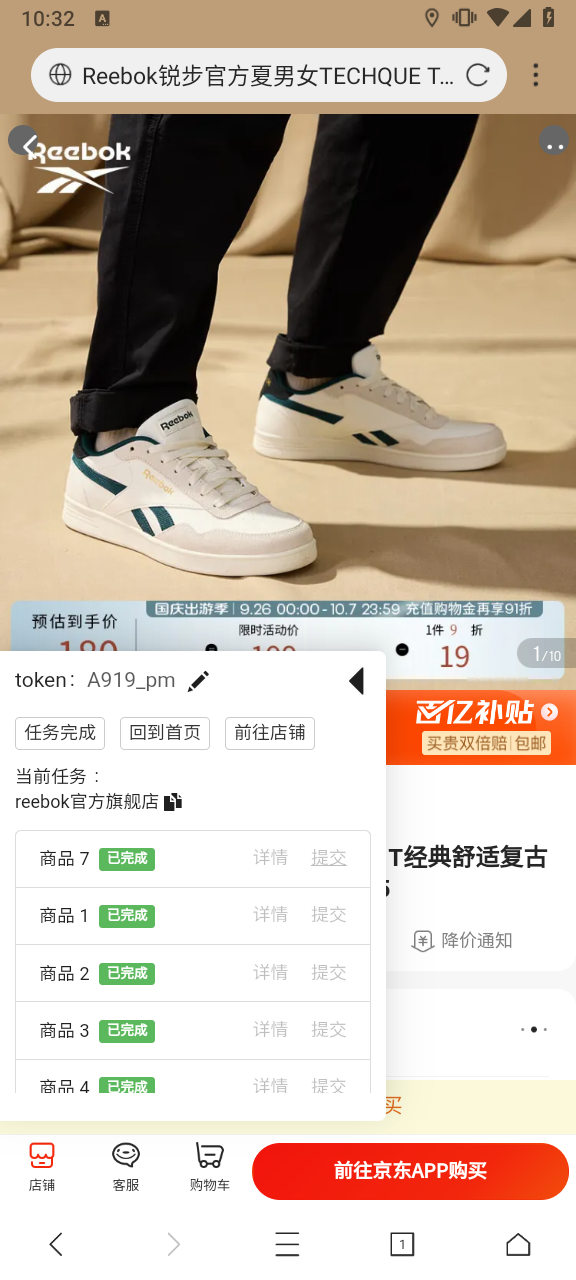 10:32
A
Reebok锐步官方夏男女TECHQUE T...
Reebok
Reebok
Reebok
国庆出游季 9.26 00:00-10.7 23:59 充值购物金再享91折
预估到手价
限时活动价
1件 9 折
19
1/10
百亿补贴
买贵双倍赔 包邮
token: A919_pm
任务完成 回到首页 前往店铺
当前任务：
reebok官方旗舰店
T经典舒适复古
商品 7 已完成 详情 提交
商品 1 已完成 详情 提交
降价通知
商品 2 已完成 详情 提交
商品 3 已完成 详情 提交
商品 4 已完成 详情 提交
买
店铺 客服 购物车 前往京东APP购买
1